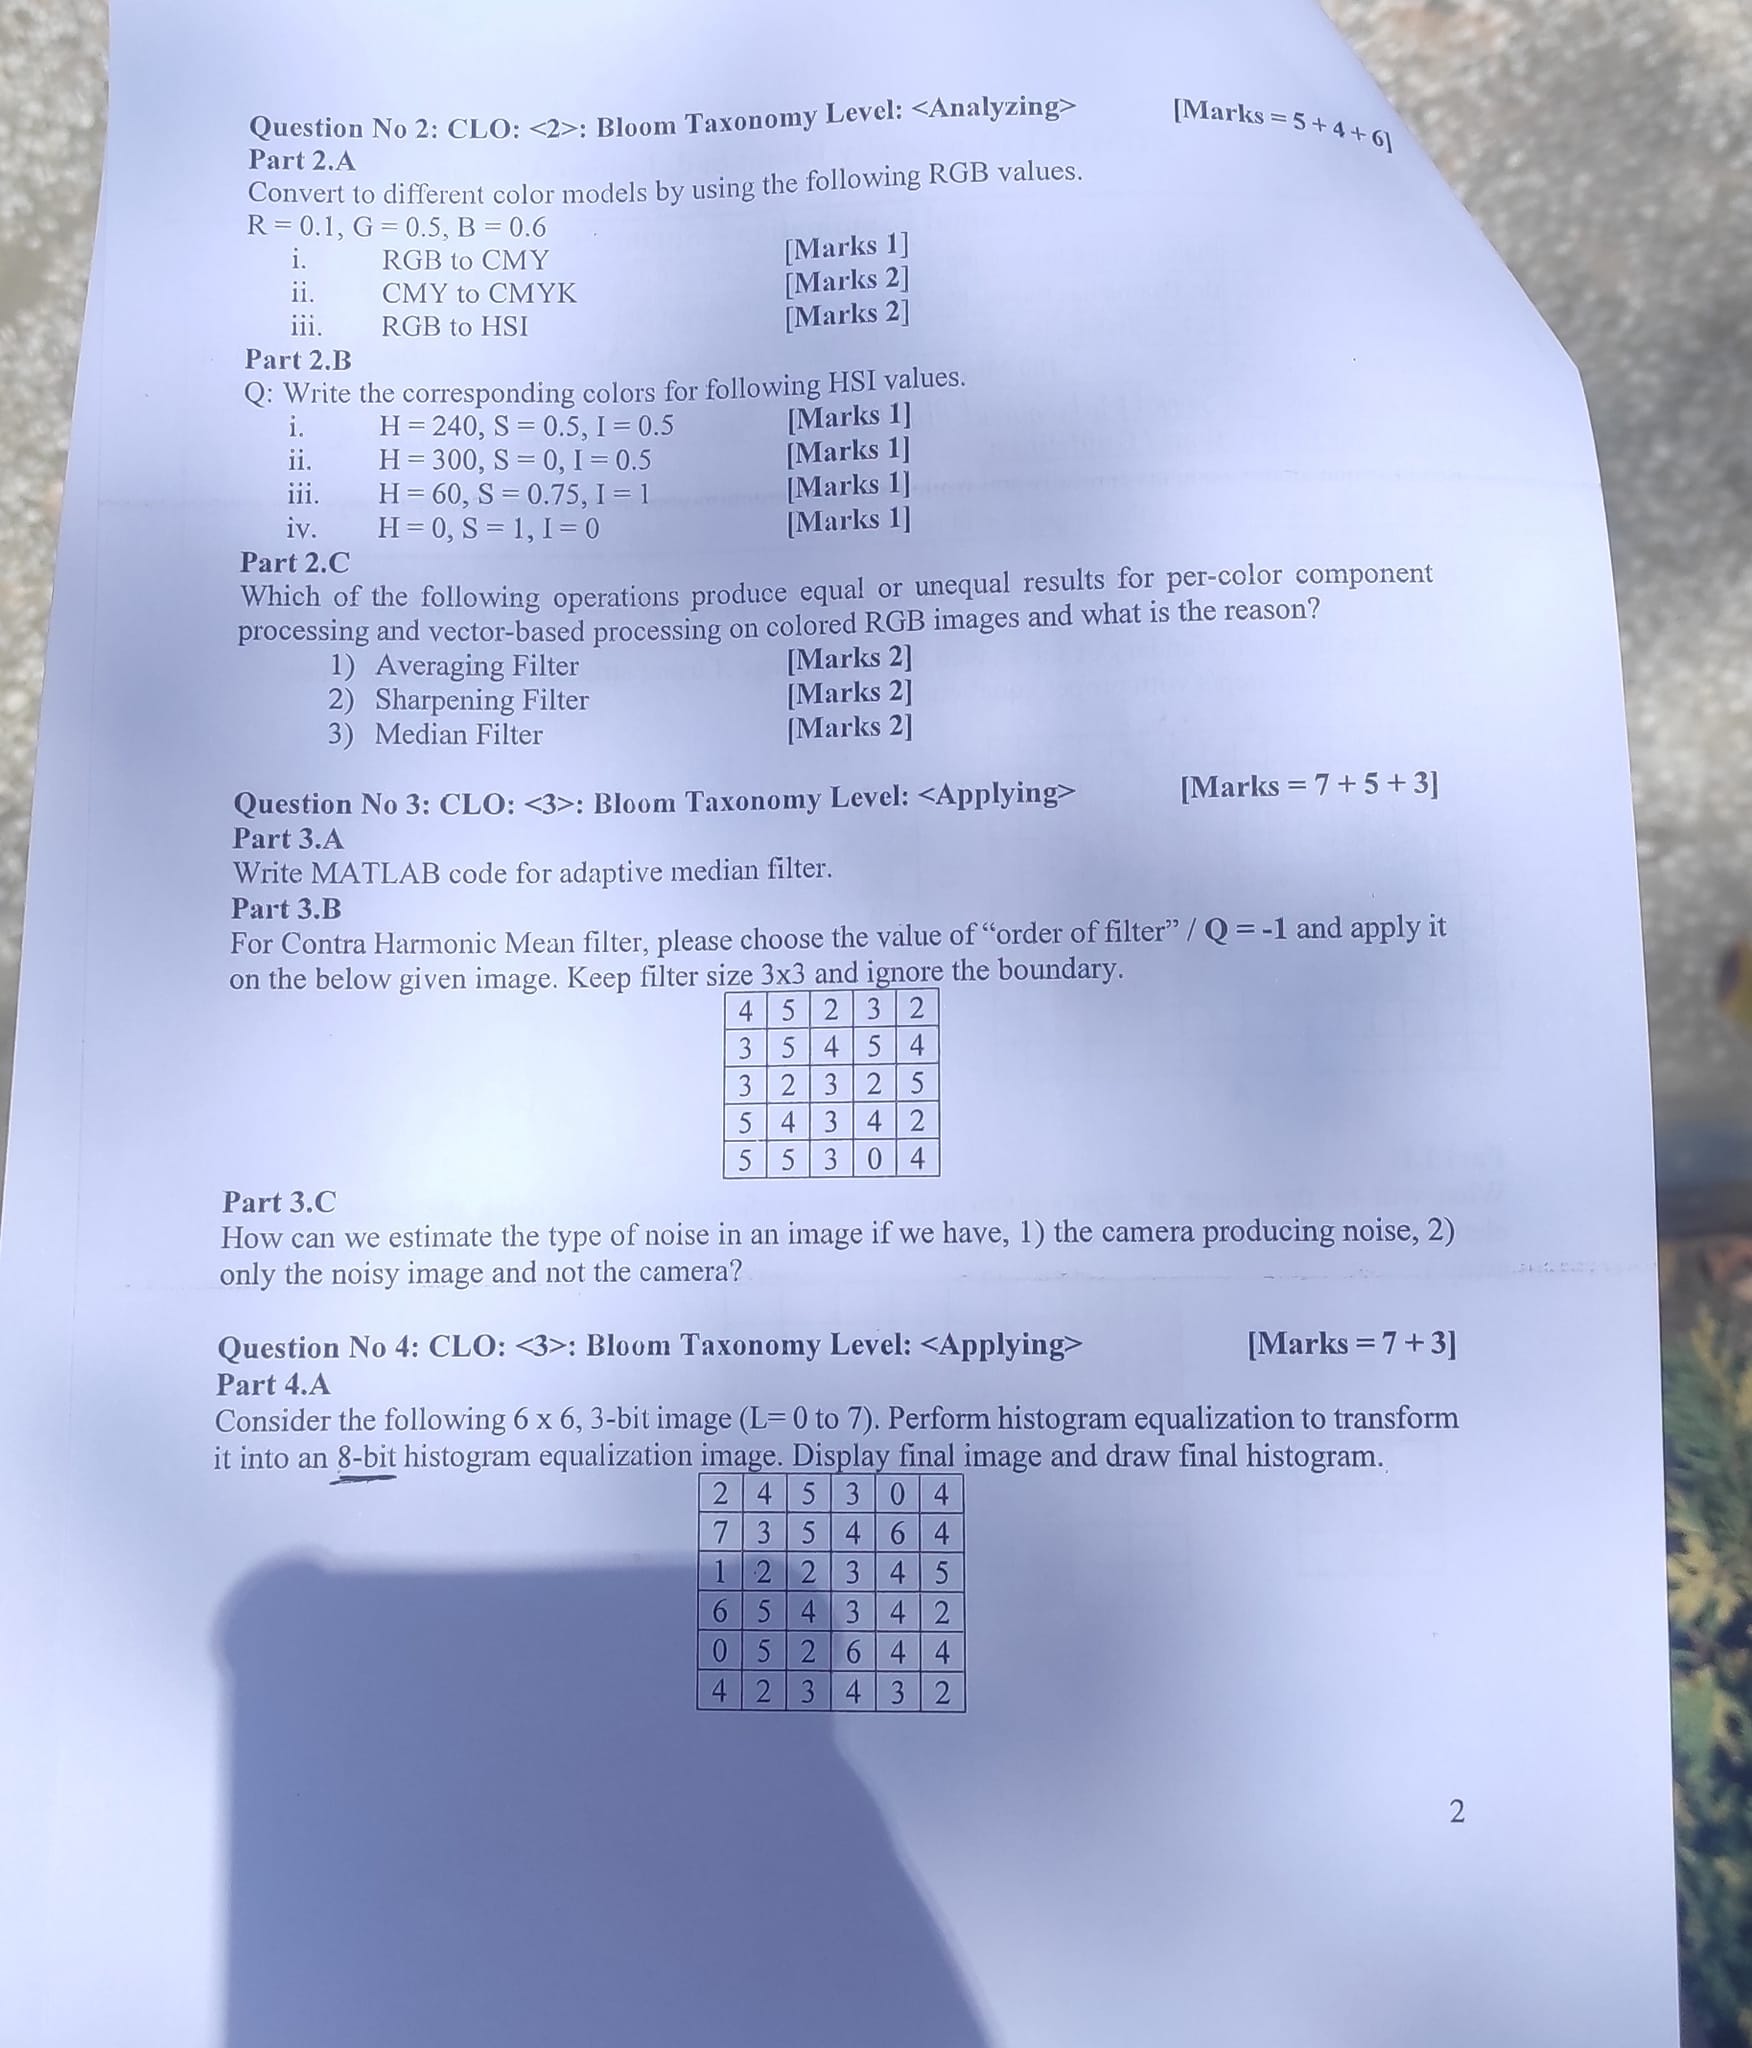 Question No 2: CLO: <2>: Bloom Taxonomy Level: <Analyzing> [Marks = 5 + 4 + 6]
Part 2.A
Convert to different color models by using the following RGB values.
R = 0.1, G = 0.5, B = 0.6
i. RGB to CMY [Marks 1]
ii. CMY to CMYK [Marks 2]
iii. RGB to HSI [Marks 2]
Part 2.B
Q: Write the corresponding colors for following HSI values.
i. H = 240, S = 0.5, I = 0.5 [Marks 1]
ii. H = 300, S = 0, I = 0.5 [Marks 1]
iii. H = 60, S = 0.75, I = 1 [Marks 1]
iv. H = 0, S = 1, I = 0 [Marks 1]
Part 2.C
Which of the following operations produce equal or unequal results for per-color component
processing and vector-based processing on colored RGB images and what is the reason?
1) Averaging Filter [Marks 2]
2) Sharpening Filter [Marks 2]
3) Median Filter [Marks 2]
Question No 3: CLO: <3>: Bloom Taxonomy Level: <Applying> [Marks = 7 + 5 + 3]
Part 3.A
Write MATLAB code for adaptive median filter.
Part 3.B
For Contra Harmonic Mean filter, please choose the value of “order of filter” / Q = -1 and apply it
on the below given image. Keep filter size 3x3 and ignore the boundary.
4 5 2 3 2
3 5 4 5 4
3 2 3 2 5
5 4 3 4 2
5 5 3 0 4
Part 3.C
How can we estimate the type of noise in an image if we have, 1) the camera producing noise, 2)
only the noisy image and not the camera?
Question No 4: CLO: <3>: Bloom Taxonomy Level: <Applying> [Marks = 7 + 3]
Part 4.A
Consider the following 6 x 6, 3-bit image (L= 0 to 7). Perform histogram equalization to transform
it into an 8-bit histogram equalization image. Display final image and draw final histogram.
2 4 5 3 0 4
7 3 5 4 6 4
1 2 2 3 4 5
6 5 4 3 4 2
0 5 2 6 4 4
4 2 3 4 3 2
2